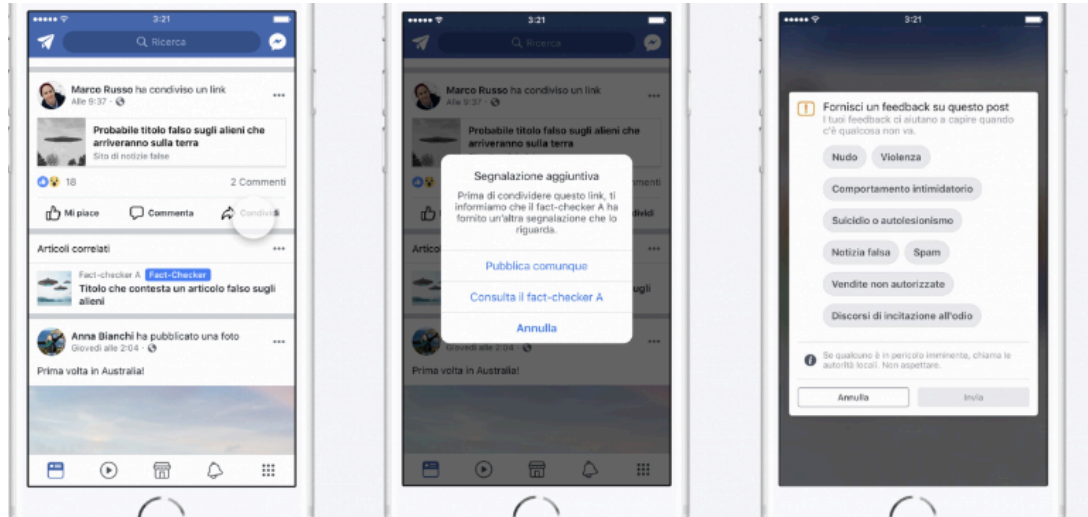 3:21
Ricerca
Marco Russo ha condiviso un link
Alle 9:37 ·
Probabile titolo falso sugli alieni che
arriveranno sulla terra
Sito di notizie false
18
2 Commenti
Mi piace
Commenta
Condividi
Articoli correlati
Fact-checker A Fact-Checker
Titolo che contesta un articolo falso sugli
alieni
Anna Bianchi ha pubblicato una foto
Giovedì alle 2:04 ·
Prima volta in Australia!
3:21
Ricerca
Marco Russo ha condiviso un link
Alle 9:37 ·
Probabile titolo falso sugli alieni che
arriveranno sulla terra
Segnalazione aggiuntiva
Prima di condividere questo link, ti
informiamo che il fact-checker A ha
fornito un'altra segnalazione che lo
riguarda.
Pubblica comunque
Consulta il fact-checker A
Annulla
Giovedì alle 2:04 ·
Prima volta in Australia!
3:21
Fornisci un feedback su questo post
I tuoi feedback ci aiutano a capire quando
c'è qualcosa non va.
Nudo
Violenza
Comportamento intimidatorio
Suicidio o autolesionismo
Notizia falsa
Spam
Vendite non autorizzate
Discorsi di incitazione all'odio
Se qualcuno è in pericolo imminente, chiama le
autorità locali. Non aspettare.
Annulla
Invia